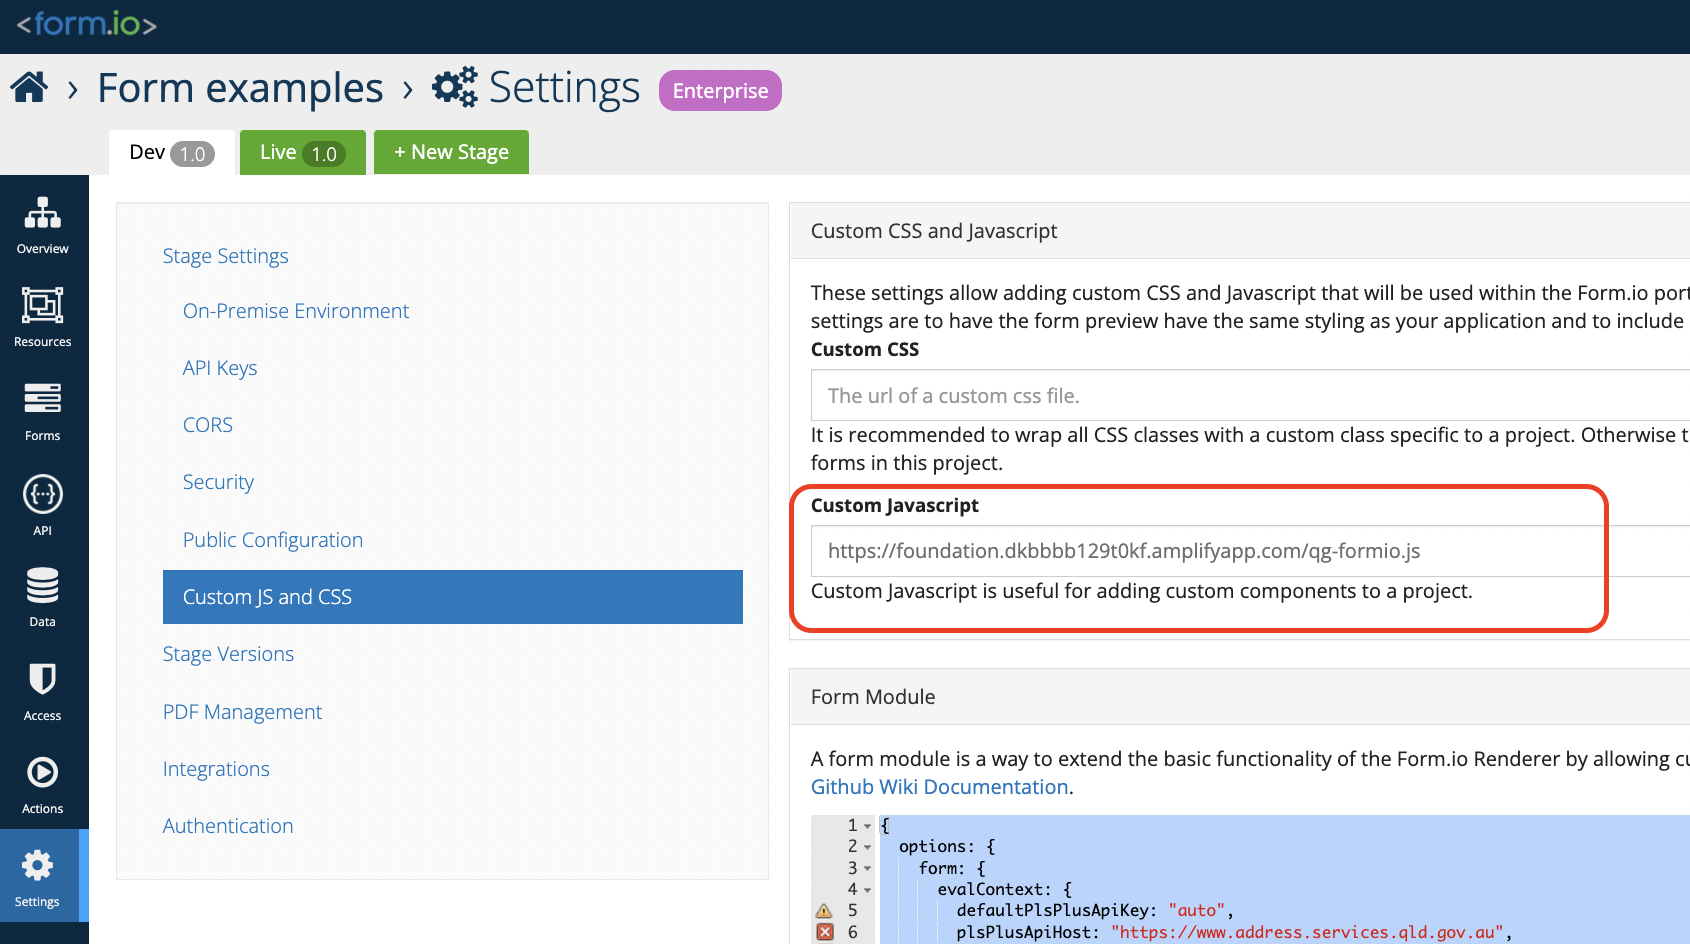 <form.io>
Form examples Settings Enterprise
Dev 1.0 Live 1.0 + New Stage
Overview
Resources
Forms
API
Data
Access
Actions
Settings
Stage Settings
On-Premise Environment
API Keys
CORS
Security
Public Configuration
Custom JS and CSS
Stage Versions
PDF Management
Integrations
Authentication
Custom CSS and Javascript
These settings allow adding custom CSS and Javascript that will be used within the Form.io port
settings are to have the form preview have the same styling as your application and to include
Custom CSS
The url of a custom css file.
It is recommended to wrap all CSS classes with a custom class specific to a project. Otherwise t
forms in this project.
Custom Javascript
https://foundation.dkbbbb129t0kf.amplifyapp.com/qg-formio.js
Custom Javascript is useful for adding custom components to a project.
Form Module
A form module is a way to extend the basic functionality of the Form.io Renderer by allowing cu
Github Wiki Documentation.
1 {
2 options: {
3 form: {
4 evalContext: {
5 defaultPlsPlusApiKey: "auto",
6 plsPlusApiHost: "https://www.address.services.qld.gov.au",